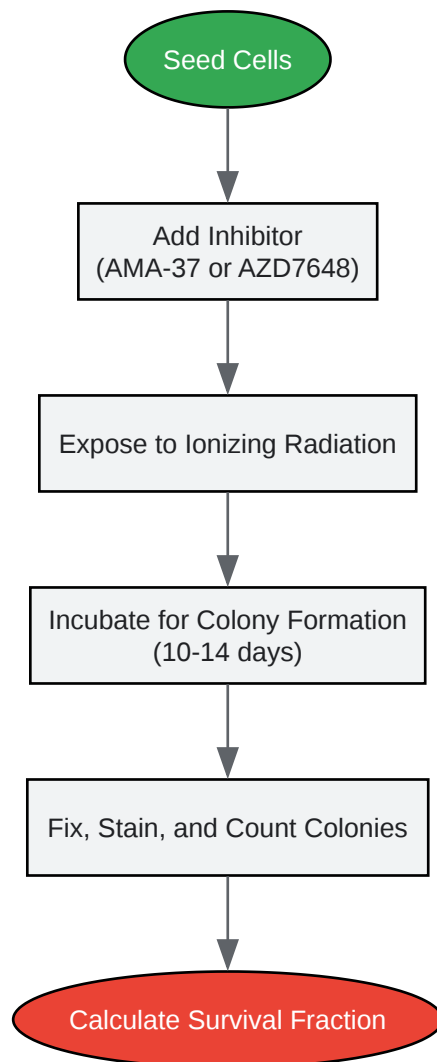 Seed Cells
Add Inhibitor
(AMA-37 or AZD7648)
Expose to Ionizing Radiation
Incubate for Colony Formation
(10-14 days)
Fix, Stain, and Count Colonies
Calculate Survival Fraction